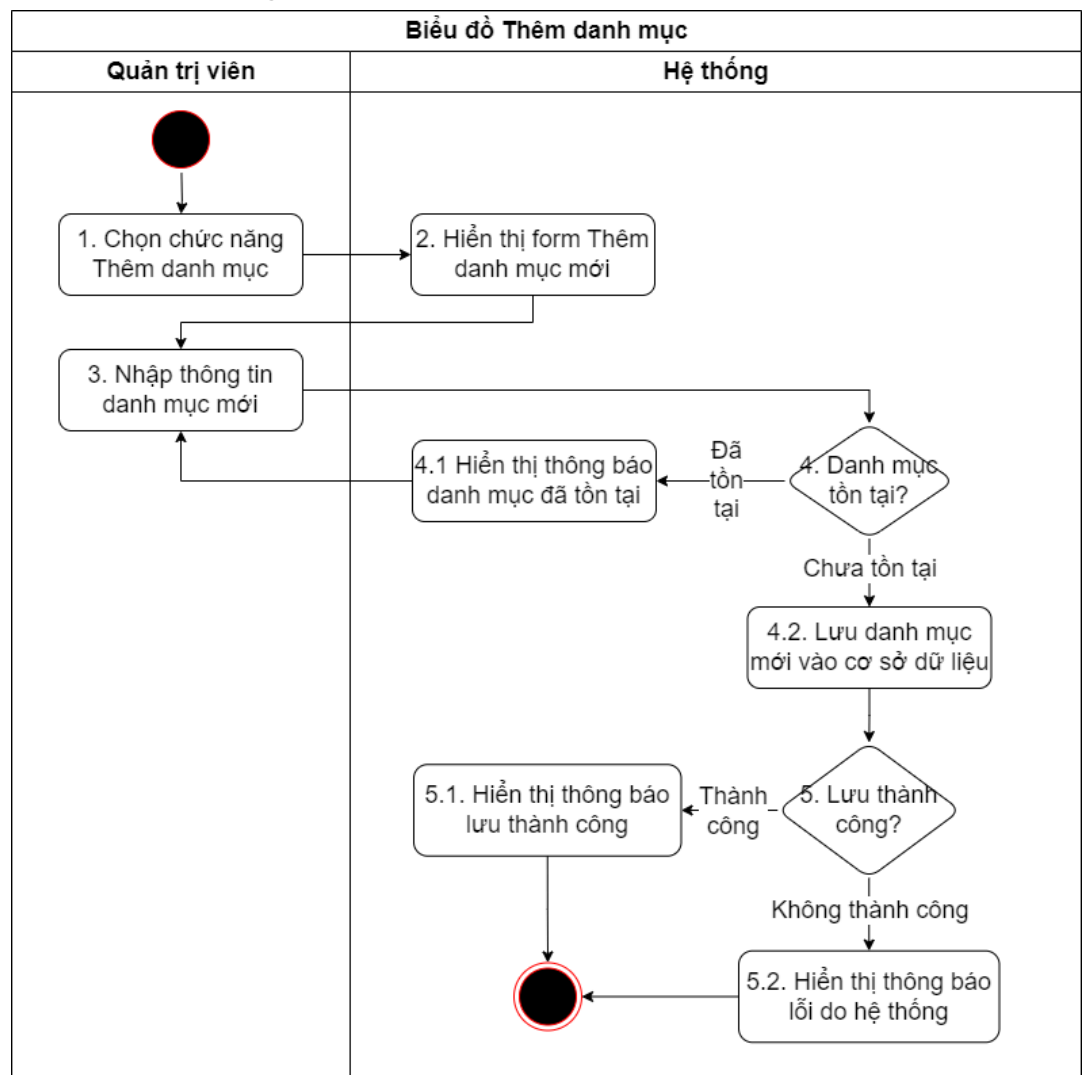 Biểu đồ Thêm danh mục
Quản trị viên
Hệ thống
1. Chọn chức năng
Thêm danh mục
2. Hiển thị form Thêm
danh mục mới
3. Nhập thông tin
danh mục mới
4. Danh mục
tồn tại?
Đã
tồn
tại
4.1 Hiển thị thông báo
danh mục đã tồn tại
Chưa tồn tại
4.2. Lưu danh mục
mới vào cơ sở dữ liệu
5. Lưu thành
công?
Thành
công
5.1. Hiển thị thông báo
lưu thành công
Không thành công
5.2. Hiển thị thông báo
lỗi do hệ thống